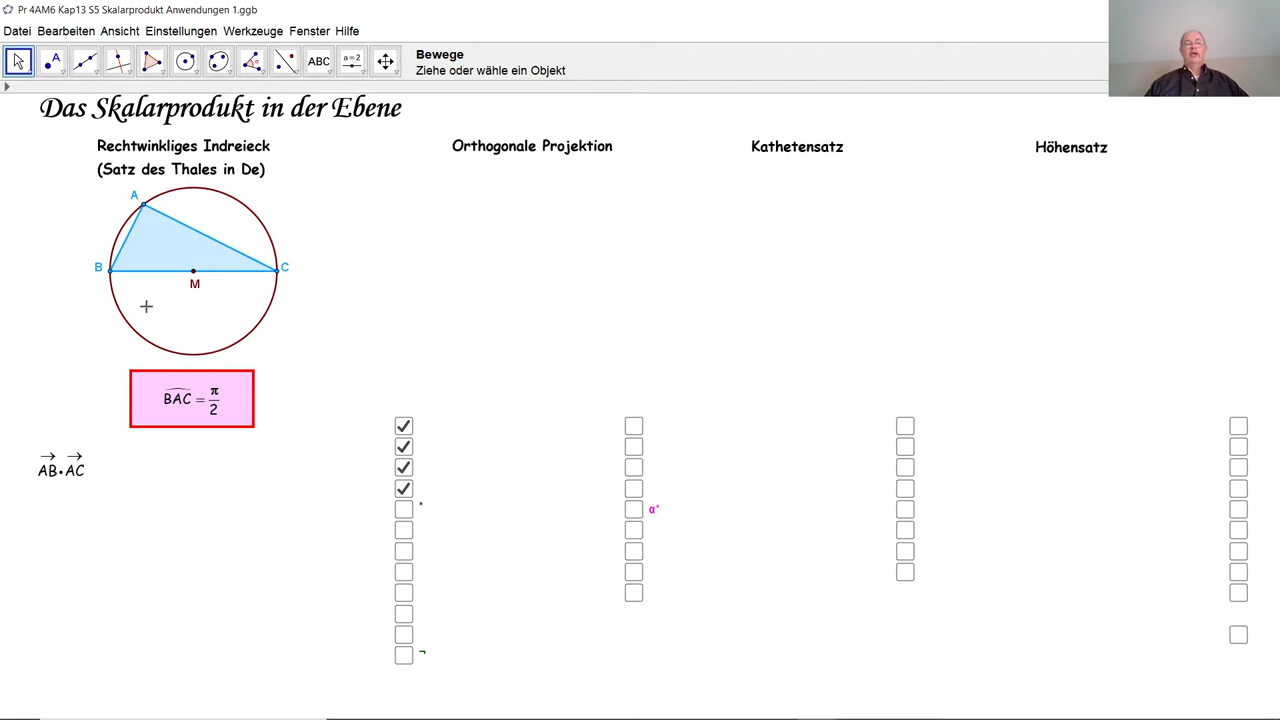 Pr 4AM6 Kap13 S5 Skalarprodukt Anwendungen 1.ggb
Datei Bearbeiten Ansicht Einstellungen Werkzeuge Fenster Hilfe
A
ABC
a=2
Bewege
Ziehe oder wähle ein Objekt
Das Skalarprodukt in der Ebene
Rechtwinkliges Indreieck
(Satz des Thales in De)
Orthogonale Projektion
Kathetensatz
Höhensatz
A
B
C
M
BAC = π/2
AB • AC
α